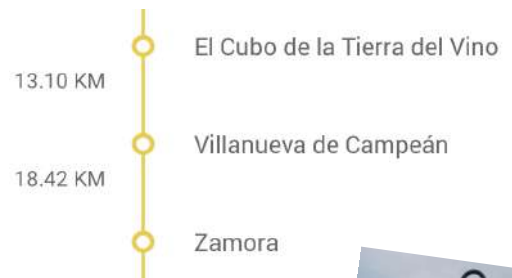 El Cubo de la Tierra del Vino
13.10 KM
Villanueva de Campeán
18.42 KM
Zamora